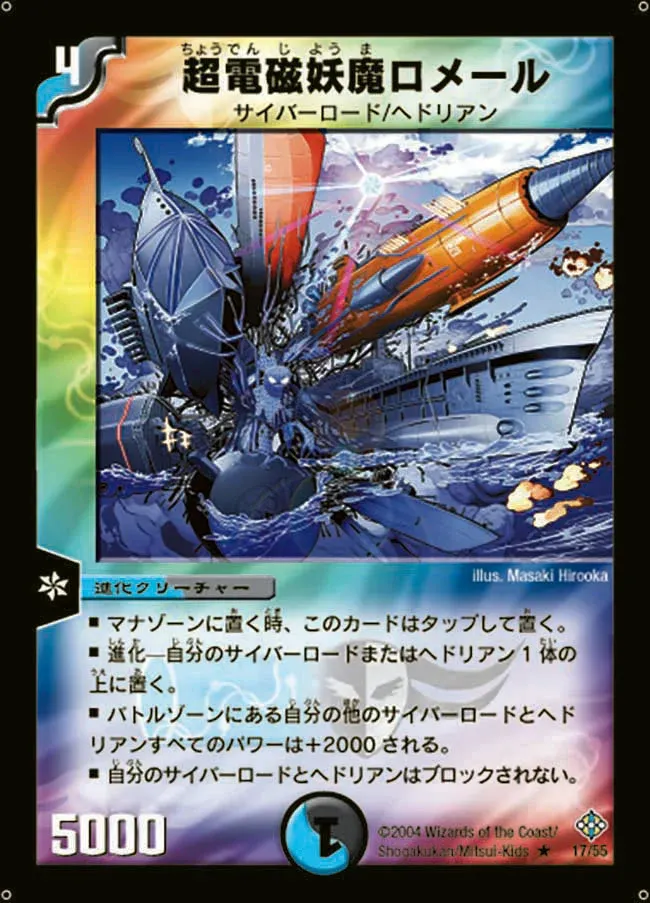 4
ちょうでん じ ようま
超電磁妖魔ロメール
サイバーロード/ヘドリアン
illus. Masaki Hirooka
進化クリーチャー
■ マナゾーンに置く時、このカードはタップして置く。
■ 進化—自分のサイバーロードまたはヘドリアン1体の
上に置く。
■ バトルゾーンにある自分の他のサイバーロードとヘド
リアンすべてのパワーは+2000される。
■ 自分のサイバーロードとヘドリアンはブロックされない。
5000
1
©2004 Wizards of the Coast/
Shogakukan/Mitsui-Kids ★ 17/55